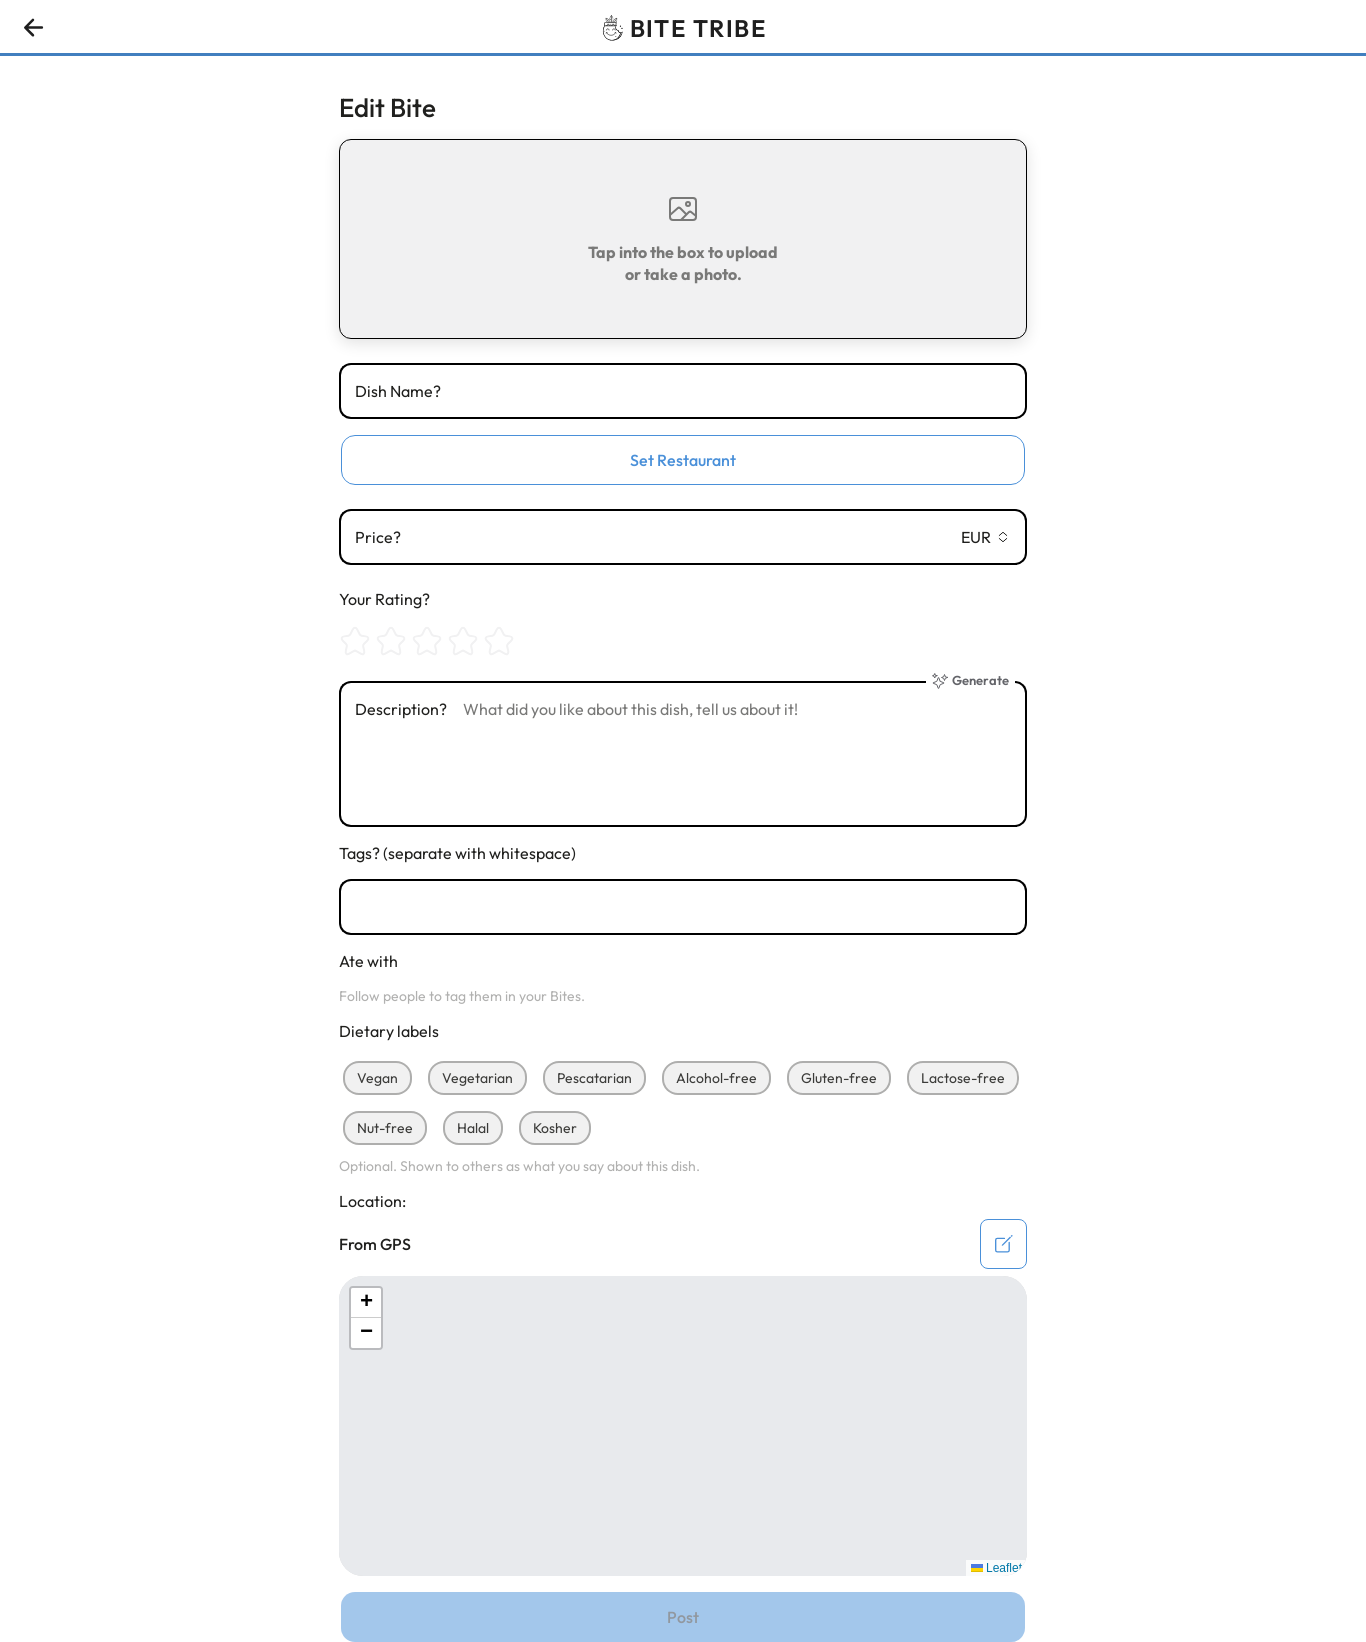 BITE TRIBE
Edit Bite
Tap into the box to upload
or take a photo.
Dish Name?
Set Restaurant
Price?
EUR
Your Rating?
Generate
Description?
What did you like about this dish, tell us about it!
Tags? (separate with whitespace)
Ate with
Follow people to tag them in your Bites.
Dietary labels
Vegan
Vegetarian
Pescatarian
Alcohol-free
Gluten-free
Lactose-free
Nut-free
Halal
Kosher
Optional. Shown to others as what you say about this dish.
Location:
From GPS
+
−
Leaflet
Post